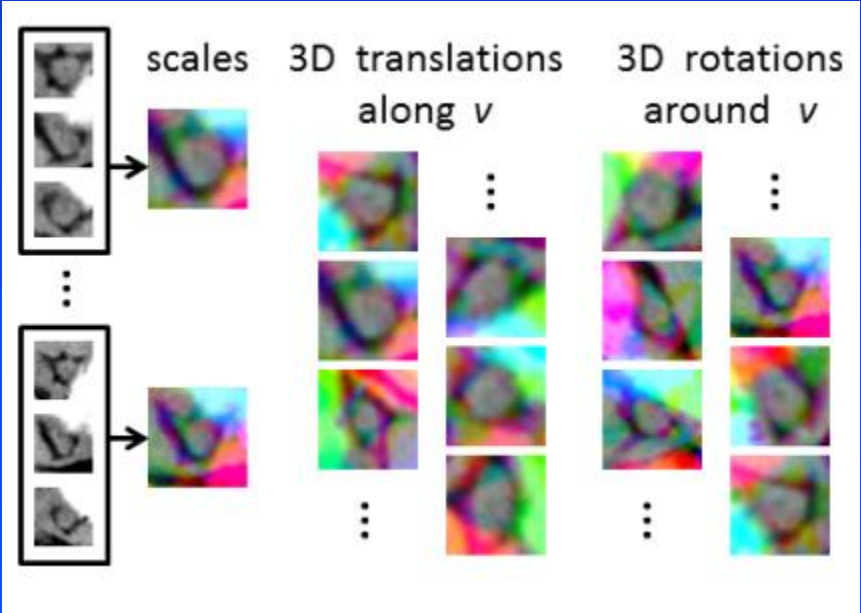 scales
3D translations
along v
3D rotations
around v